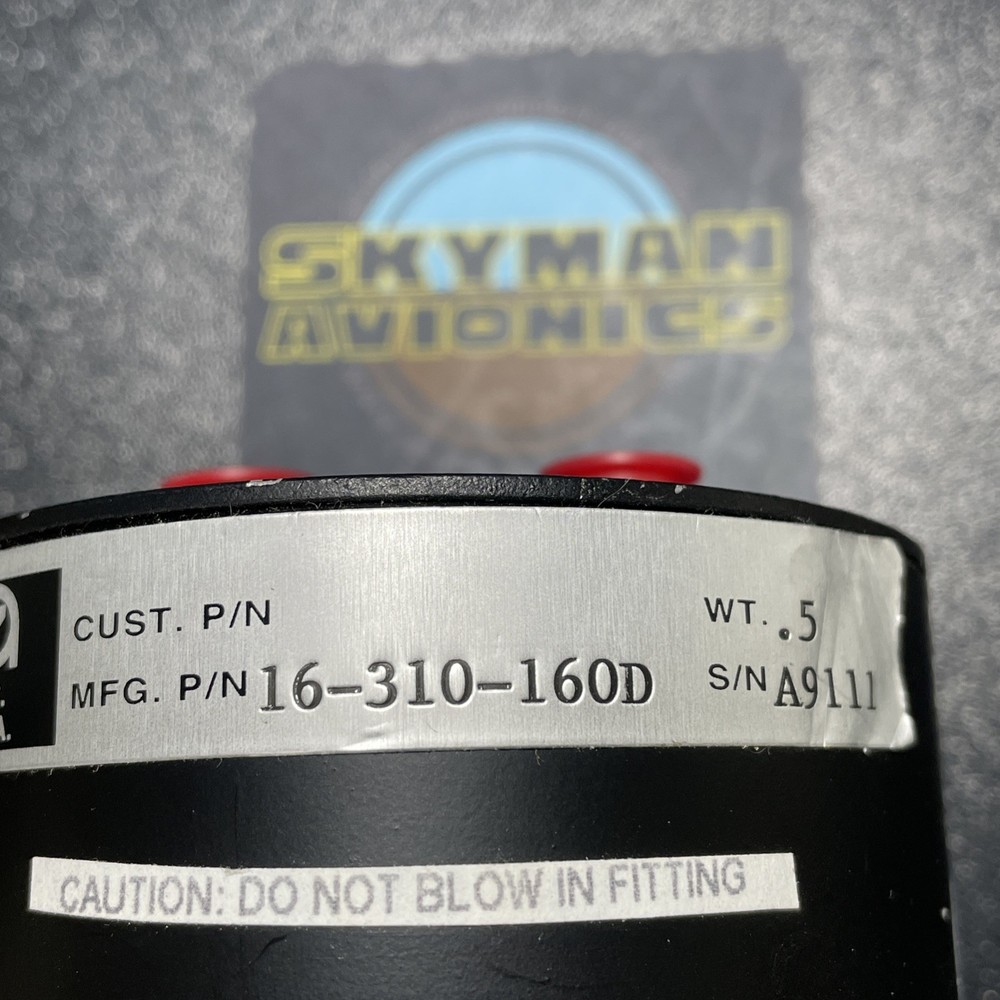 SKYMAN
AVIONICS
CUST. P/N
WT. .5
MFG. P/N 16-310-160D
S/N A9111
CAUTION: DO NOT BLOW IN FITTING